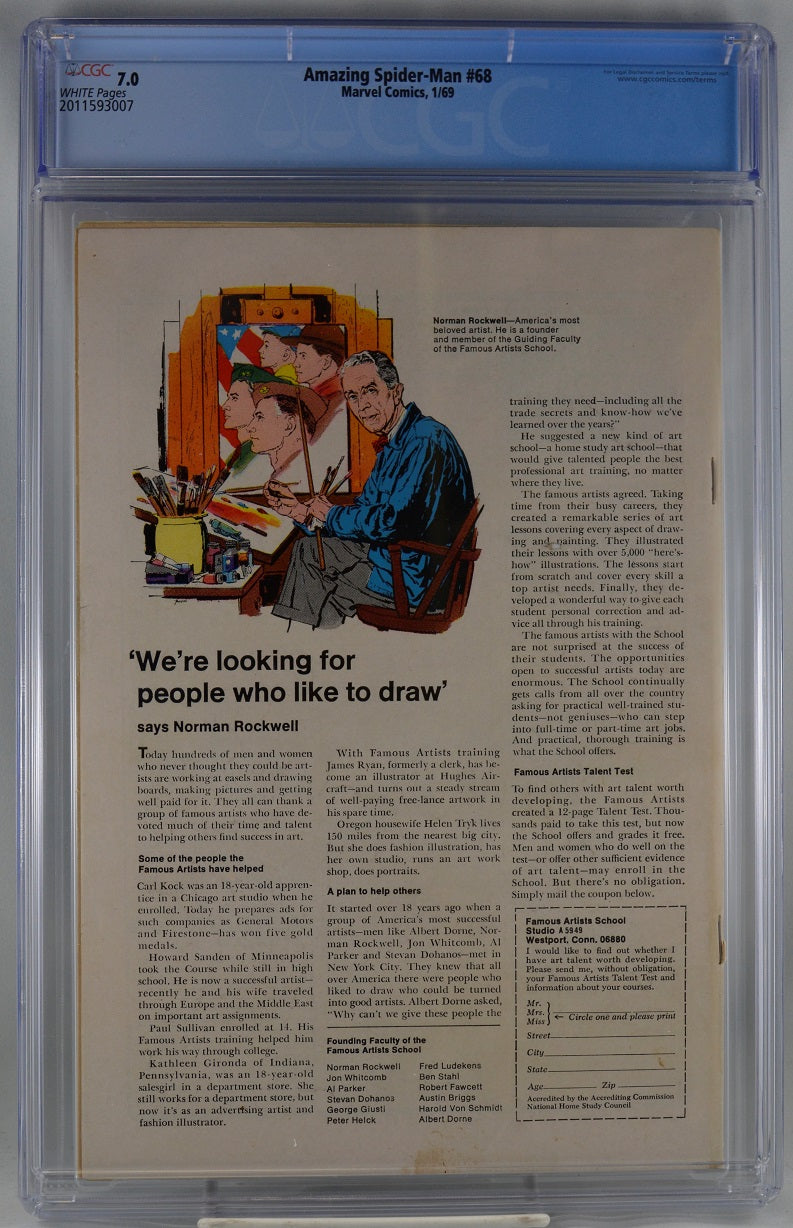 CGC 7.0
WHITE Pages
2011593007
Amazing Spider-Man #68
Marvel Comics, 1/69
For Legal Disclaimer and Service Terms please visit
www.cgccomics.com/terms
CGC
Norman Rockwell—America's most
beloved artist. He is a founder
and member of the Guiding Faculty
of the Famous Artists School.
'We're looking for
people who like to draw'
says Norman Rockwell
Today hundreds of men and women
who never thought they could be art-
ists are working at easels and drawing
boards, making pictures and getting
well paid for it. They all can thank a
group of famous artists who have de-
voted much of their time and talent
to helping others find success in art.
Some of the people the
Famous Artists have helped
Carl Kock was an 18-year-old appren-
tice in a Chicago art studio when he
enrolled. Today he prepares ads for
such companies as General Motors
and Firestone—has won five gold
medals.
Howard Sanden of Minneapolis
took the Course while still in high
school. He is now a successful artist—
recently he and his wife traveled
through Europe and the Middle East
on important art assignments.
Paul Sullivan enrolled at 14. His
Famous Artists training helped him
work his way through college.
Kathleen Gironda of Indiana,
Pennsylvania, was an 18-year-old
salesgirl in a department store. She
still works for a department store, but
now it's as an advertising artist and
fashion illustrator.
With Famous Artists training
James Ryan, formerly a clerk, has be-
come an illustrator at Hughes Air-
craft—and turns out a steady stream
of well-paying free-lance artwork in
his spare time.
Oregon housewife Helen Tryk lives
150 miles from the nearest big city.
But she does fashion illustration, has
her own studio, runs an art work
shop, does portraits.
A plan to help others
It started over 18 years ago when a
group of America's most successful
artists—men like Albert Dorne, Nor-
man Rockwell, Jon Whitcomb, Al
Parker and Stevan Dohanos—met in
New York City. They knew that all
over America there were people who
liked to draw who could be turned
into good artists. Albert Dorne asked,
"Why can't we give these people the
Founding Faculty of the
Famous Artists School
Norman Rockwell
Jon Whitcomb
Al Parker
Stevan Dohanos
George Giusti
Peter Helck
Fred Ludekens
Ben Stahl
Robert Fawcett
Austin Briggs
Harold Von Schmidt
Albert Dorne
training they need—including all the
trade secrets and know-how we've
learned over the years?"
He suggested a new kind of art
school—a home study art school—that
would give talented people the best
professional art training, no matter
where they live.
The famous artists agreed. Taking
time from their busy careers, they
created a remarkable series of art
lessons covering every aspect of draw-
ing and painting. They illustrated
their lessons with over 5,000 "here's-
how" illustrations. The lessons start
from scratch and cover every skill a
top artist needs. Finally, they de-
veloped a wonderful way to give each
student personal correction and ad-
vice all through his training.
The famous artists with the School
are not surprised at the success of
their students. The opportunities
open to successful artists today are
enormous. The School continually
gets calls from all over the country
asking for practical well-trained stu-
dents—not geniuses—who can step
into full-time or part-time art jobs.
And practical, thorough training is
what the School offers.
Famous Artists Talent Test
To find others with art talent worth
developing, the Famous Artists
created a 12-page Talent Test. Thou-
sands paid to take this test, but now
the School offers and grades it free.
Men and women who do well on the
test—or offer other sufficient evidence
of art talent—may enroll in the
School. But there's no obligation.
Simply mail the coupon below.
Famous Artists School
Studio A 5949
Westport, Conn. 06880
I would like to find out whether I
have art talent worth developing.
Please send me, without obligation,
your Famous Artists Talent Test and
information about your courses.
Mr.
Mrs.
Miss
← Circle one and please print
Street
City
State
Age Zip
Accredited by the Accrediting Commission
National Home Study Council